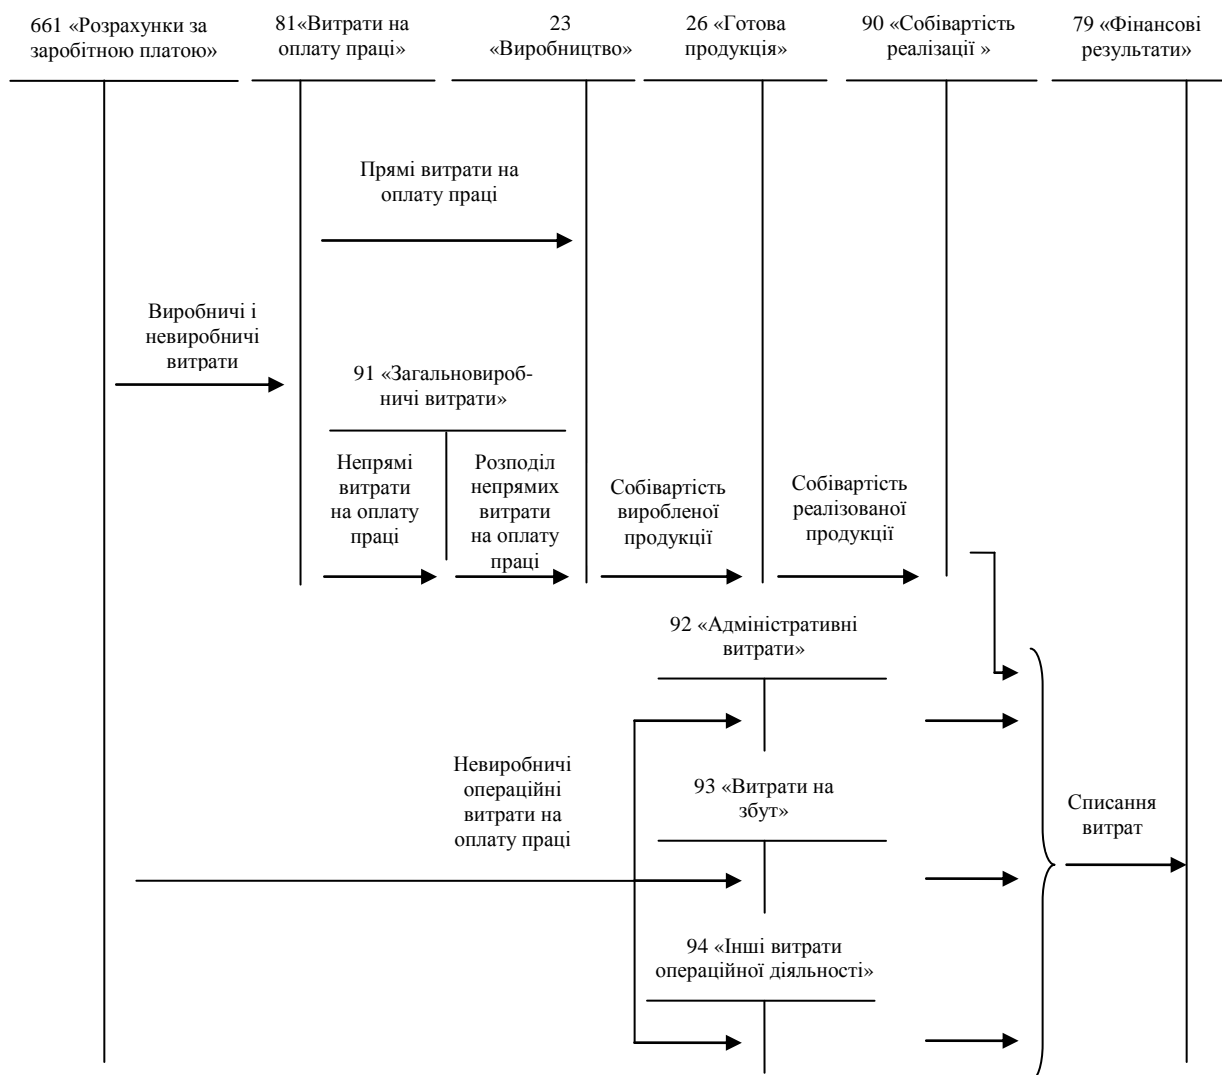 661 «Розрахунки за
заробітною платою»
81«Витрати на
оплату праці»
23
«Виробництво»
26 «Готова
продукція»
90 «Собівартість
реалізації »
79 «Фінансові
результати»
Прямі витрати на
оплату праці
Виробничі і
невиробничі
витрати
91 «Загальновироб-
ничі витрати»
Непрямі
витрати
на оплату
праці
Розподіл
непрямих
витрати
на оплату
праці
Собівартість
виробленої
продукції
Собівартість
реалізованої
продукції
92 «Адміністративні
витрати»
Невиробничі
операційні
витрати на
оплату праці
93 «Витрати на
збут»
Списання
витрат
94 «Інші витрати
операційної діяльності»